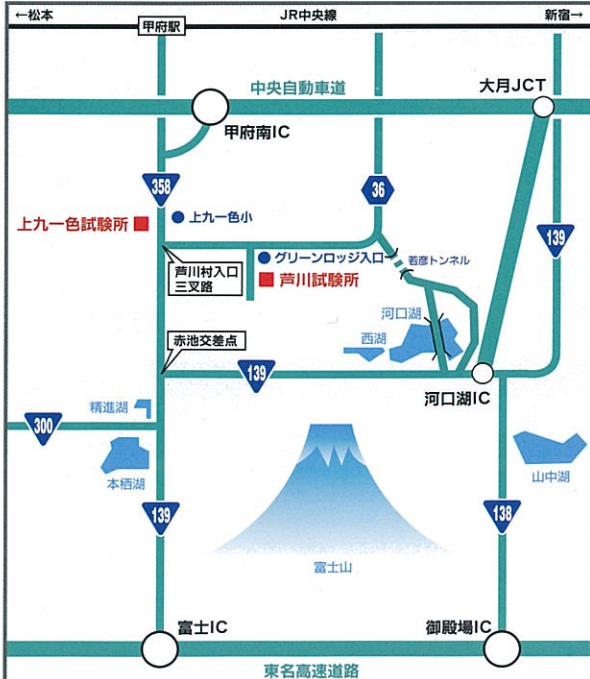 ←松本
JR中央線
新宿→
甲府駅
中央自動車道
大月JCT
甲府南IC
358
36
上九一色小
上九一色試験所
139
グリーンロッジ入口
若彦トンネル
芦川村入口
三叉路
芦川試験所
河口湖
西湖
赤池交差点
139
河口湖IC
精進湖
300
本栖湖
山中湖
139
138
富士山
富士IC
御殿場IC
東名高速道路